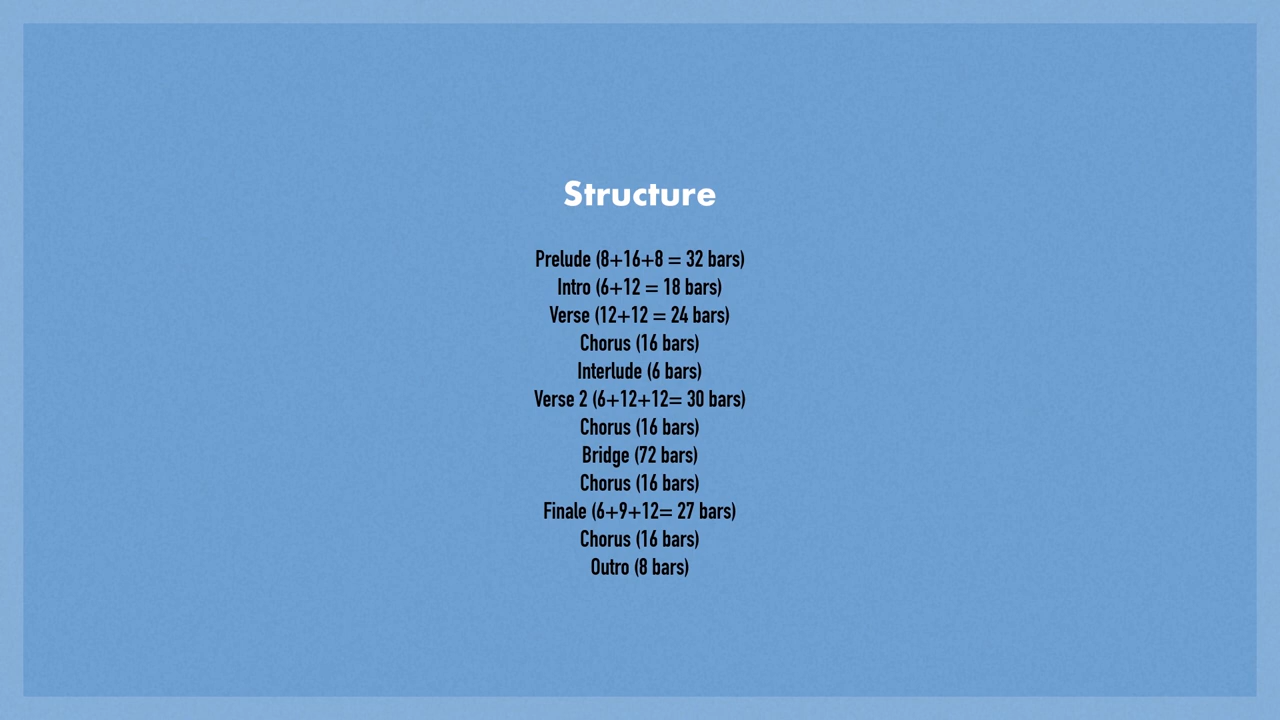 Structure
Prelude (8+16+8 = 32 bars)
Intro (6+12 = 18 bars)
Verse (12+12 = 24 bars)
Chorus (16 bars)
Interlude (6 bars)
Verse 2 (6+12+12= 30 bars)
Chorus (16 bars)
Bridge (72 bars)
Chorus (16 bars)
Finale (6+9+12= 27 bars)
Chorus (16 bars)
Outro (8 bars)